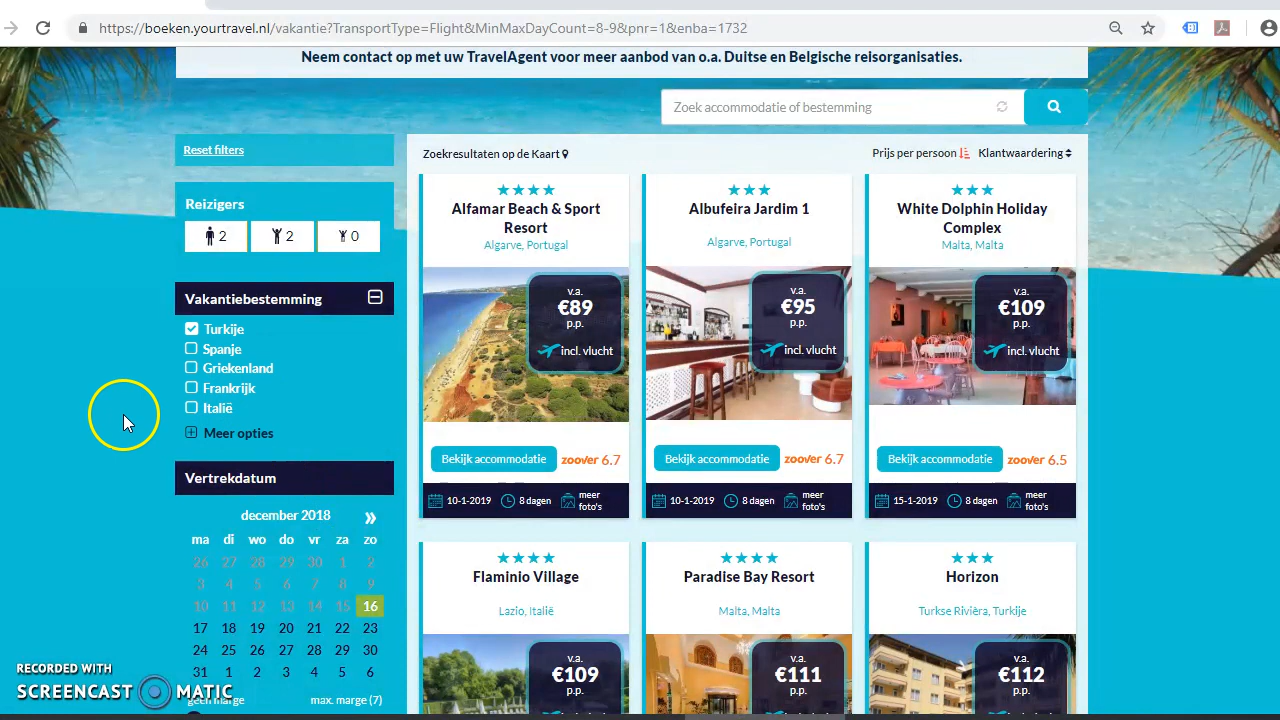 https://boeken.yourtravel.nl/vakantie?TransportType=Flight&MinMaxDayCount=8-9&pnr=1&enba=1732
Neem contact op met uw TravelAgent voor meer aanbod van o.a. Duitse en Belgische reisorganisaties.
Zoek accommodatie of bestemming
Reset filters
Zoekresultaten op de Kaart
Prijs per persoon
Klantwaardering
Reizigers
2
2
0
Vakantiebestemming
Turkije
Spanje
Griekenland
Frankrijk
Italië
Meer opties
Vertrekdatum
december 2018 »
ma di wo do vr za zo
26 27 28 29 30 1 2
3 4 5 6 7 8 9
10 11 12 13 14 15 16
17 18 19 20 21 22 23
24 25 26 27 28 29 30
31 1 2 3 4 5 6
geen marge
max. marge (7)
Alfamar Beach & Sport
Resort
Algarve, Portugal
v.a.
€89
p.p.
incl. vlucht
Bekijk accommodatie
zoover 6.7
10-1-2019
8 dagen
meer
foto's
Albufeira Jardim 1
Algarve, Portugal
v.a.
€95
p.p.
incl. vlucht
Bekijk accommodatie
zoover 6.7
10-1-2019
8 dagen
meer
foto's
White Dolphin Holiday
Complex
Malta, Malta
v.a.
€109
p.p.
incl. vlucht
Bekijk accommodatie
zoover 6.5
15-1-2019
8 dagen
meer
foto's
Flaminio Village
Lazio, Italië
v.a.
€109
p.p.
Paradise Bay Resort
Malta, Malta
v.a.
€111
p.p.
Horizon
Turkse Rivièra, Turkije
v.a.
€112
p.p.
RECORDED WITH
SCREENCAST MATIC